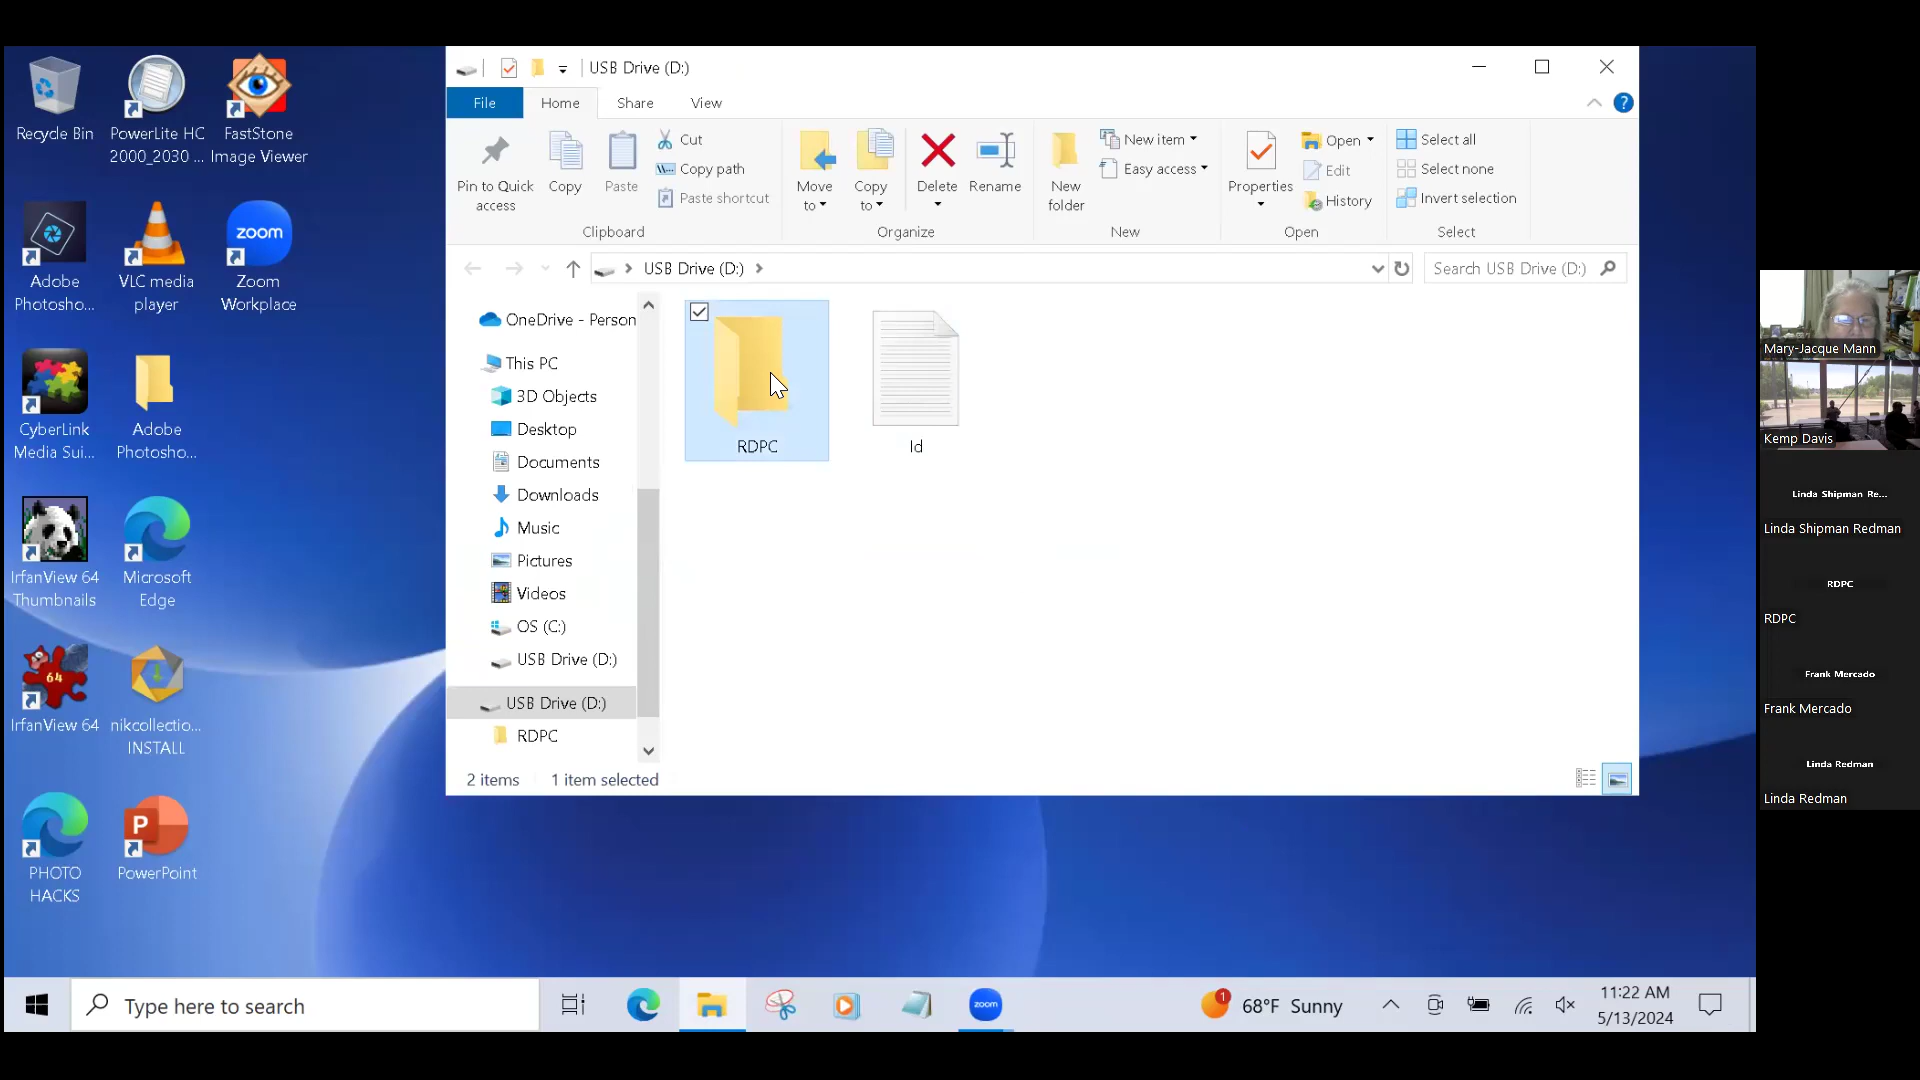 Recycle Bin
PowerLite HC
2000_2030 ...
FastStone
Image Viewer
Adobe
Photosho...
VLC media
player
zoom
Zoom
Workplace
CyberLink
Media Sui...
Adobe
Photosho...
IrfanView 64
Thumbnails
Microsoft
Edge
64
IrfanView 64
nikcollectio...
INSTALL
PHOTO
HACKS
P
PowerPoint
USB Drive (D:)
File
Home
Share
View
?
Pin to Quick
access
Copy
Paste
Cut
Copy path
Paste shortcut
Clipboard
Move
to
Copy
to
Delete
Rename
Organize
New
folder
New item
Easy access
New
Properties
Open
Edit
History
Open
Select all
Select none
Invert selection
Select
USB Drive (D:)
Search USB Drive (D:)
OneDrive - Person
This PC
3D Objects
Desktop
Documents
Downloads
Music
Pictures
Videos
OS (C:)
USB Drive (D:)
USB Drive (D:)
RDPC
RDPC
Id
2 items
1 item selected
Mary-Jacque Mann
Kemp Davis
Linda Shipman Re...
Linda Shipman Redman
RDPC
RDPC
Frank Mercado
Frank Mercado
Linda Redman
Linda Redman
Type here to search
zoom
1
68°F Sunny
11:22 AM
5/13/2024